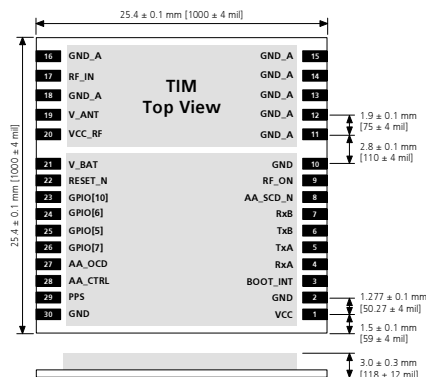 25.4 ± 0.1 mm [1000 ± 4 mil]
25.4 ± 0.1 mm [1000 ± 4 mil]
TIM
Top View
16 GND_A GND_A 15
17 RF_IN GND_A 14
18 GND_A GND_A 13
19 V_ANT GND_A 12
20 VCC_RF GND_A 11
1.9 ± 0.1 mm
[75 ± 4 mil]
2.8 ± 0.1 mm
[110 ± 4 mil]
21 V_BAT GND 10
22 RESET_N RF_ON 9
23 GPIO[10] AA_SCD_N 8
24 GPIO[6] RxB 7
25 GPIO[5] TxB 6
26 GPIO[7] TxA 5
27 AA_OCD RxA 4
28 AA_CTRL BOOT_INT 3
29 PPS GND 2
30 GND VCC 1
1.277 ± 0.1 mm
[50.27 ± 4 mil]
1.5 ± 0.1 mm
[59 ± 4 mil]
3.0 ± 0.3 mm
[118 ± 12 mil]